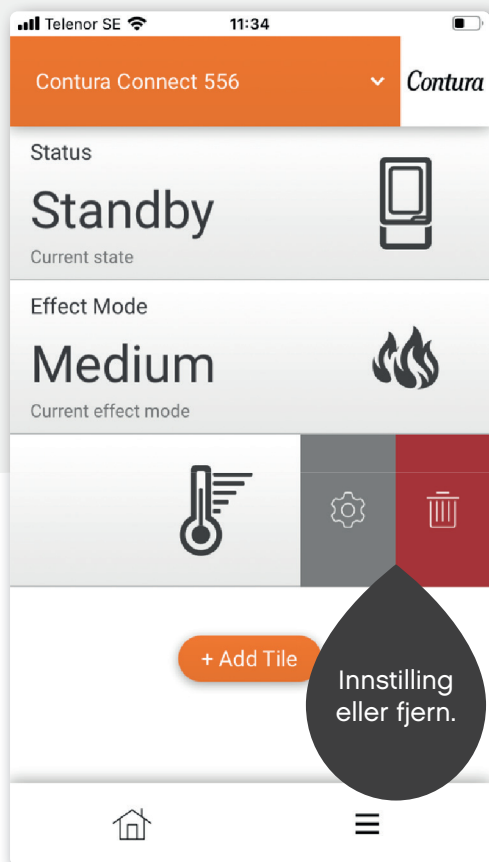 Telenor SE
11:34
Contura Connect 556
Contura
Status
Standby
Current state
Effect Mode
Medium
Current effect mode
+ Add Tile
Innstilling
eller fjern.